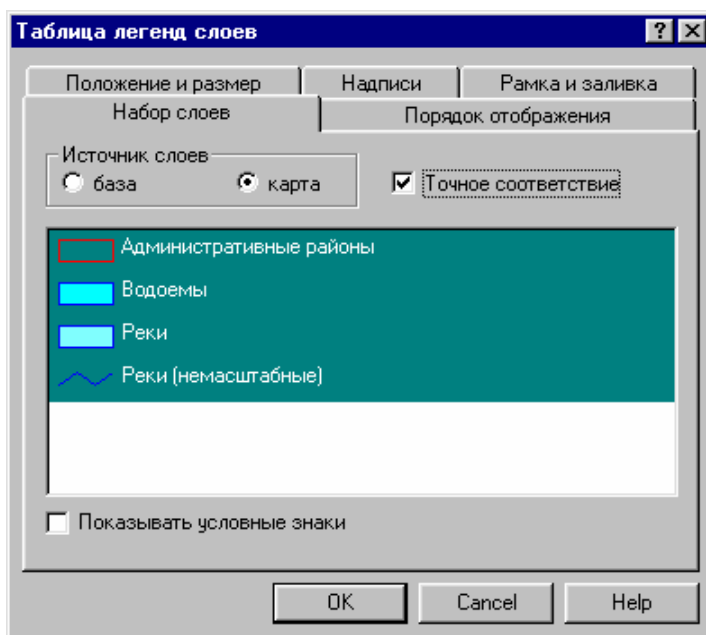 Таблица легенд слоев
Положение и размер
Надписи
Рамка и заливка
Набор слоев
Порядок отображения
Источник слоев
база
карта
Точное соответствие
Административные районы
Водоемы
Реки
Реки (немасштабные)
Показывать условные знаки
OK
Cancel
Help